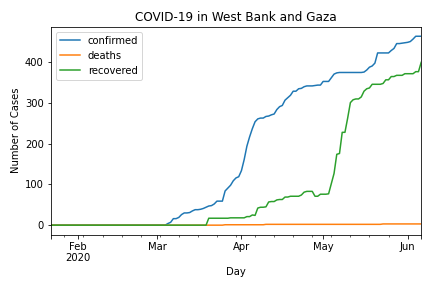 COVID-19 in West Bank and Gaza
confirmed
deaths
recovered
Number of Cases
400
300
200
100
0
Feb
2020
Mar
Apr
May
Jun
Day